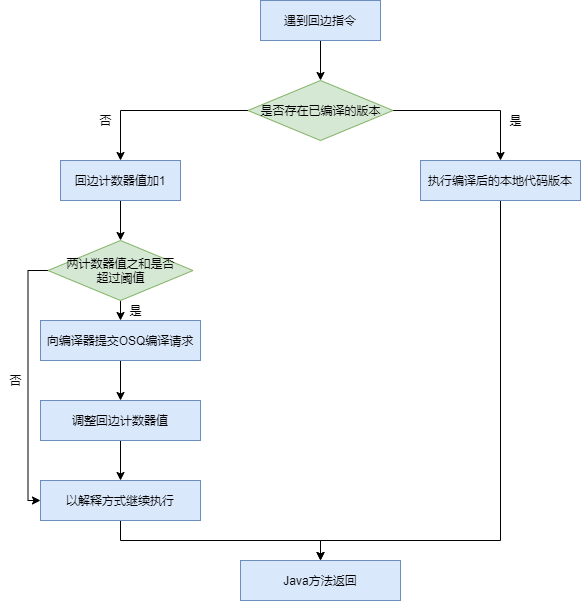 遇到回边指令
是否存在已编译的版本
否
是
回边计数器值加1
执行编译后的本地代码版本
两计数器值之和是否
超过阈值
是
向编译器提交OSQ编译请求
否
调整回边计数器值
以解释方式继续执行
Java方法返回